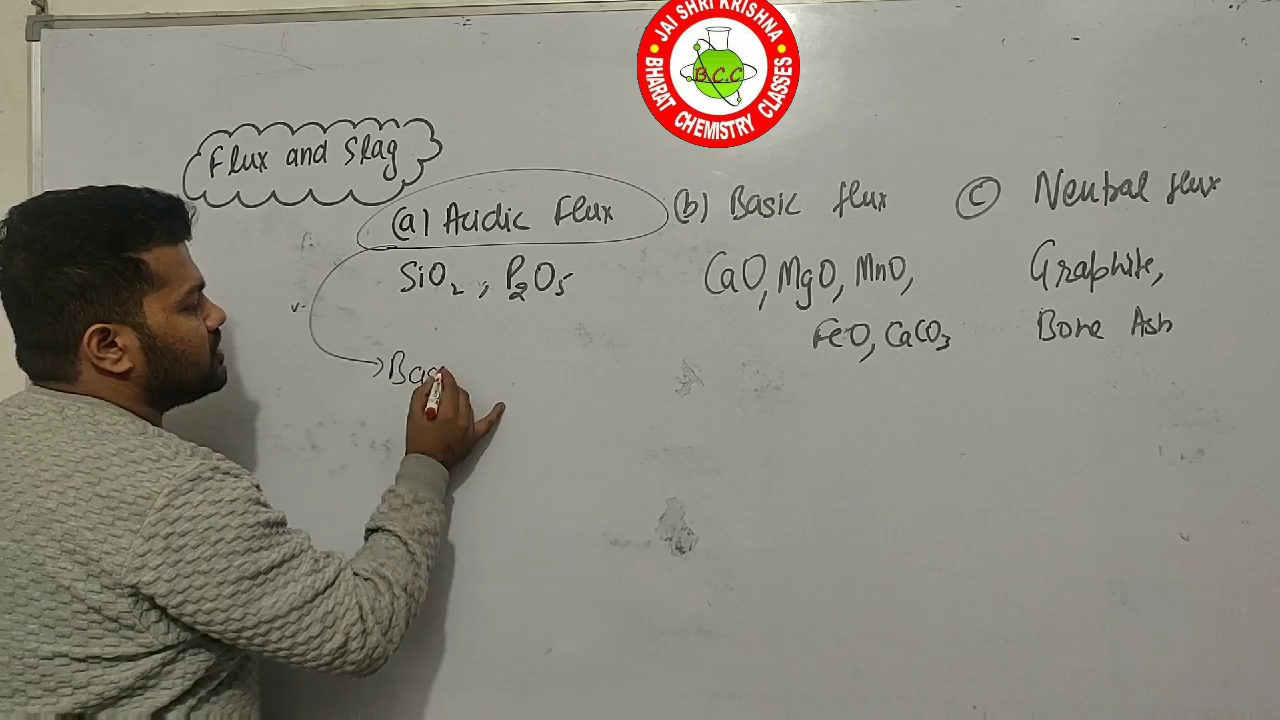 JAI SHRI KRISHNA
B.C.C
BHARAT CHEMISTRY CLASSES
Flux and Slag
(a) Acidic Flux
(b) Basic flux
(C) Neutral flux
SiO₂, P₂O₅
CaO, MgO, MnO,
FeO, CaCO₃
Graphite,
Bone Ash